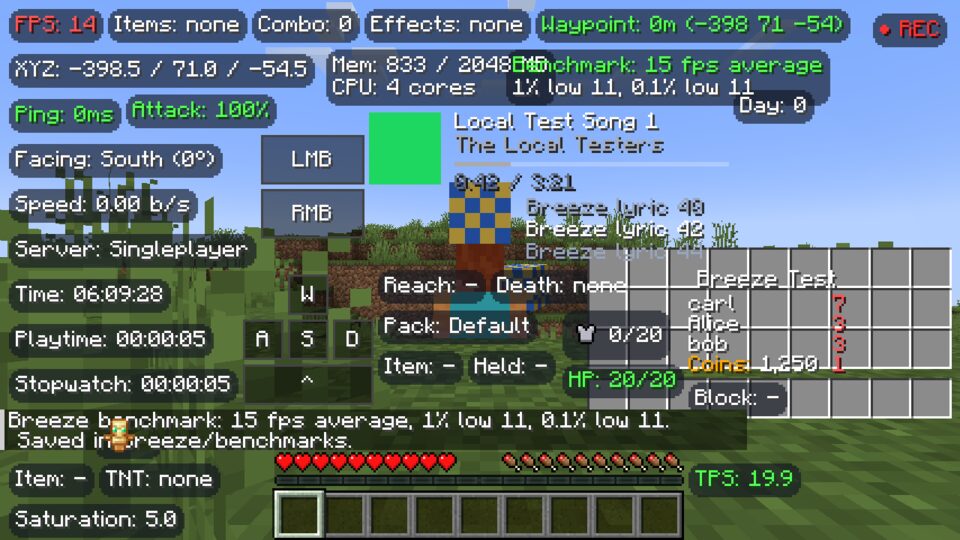 FPS: 14
Items: none
Combo: 0
Effects: none
Waypoint: 0m (-398 71 -54)
REC
XYZ: -398.5 / 71.0 / -54.5
Mem: 833 / 2048 MB
CPU: 4 cores
Benchmark: 15 fps average
1% low 11, 0.1% low 11
Ping: 0ms
Attack: 100%
Day: 0
Local Test Song 1
The Local Testers
0:42 / 3:21
Facing: South (0°)
LMB
RMB
Speed: 0.00 b/s
Breeze lyric 40
Breeze lyric 42
Breeze lyric 44
Server: Singleplayer
Time: 06:09:28
W
A
S
D
^
Reach: -
Death: none
Breeze Test
carl 7
Alice 3
bob 3
Coins: 1,250 1
Pack: Default
0/20
Playtime: 00:00:05
Item: -
Held: -
HP: 20/20
Stopwatch: 00:00:05
Block: -
Breeze benchmark: 15 fps average, 1% low 11, 0.1% low 11.
Saved in breeze/benchmarks.
Item: -
TNT: none
TPS: 19.9
Saturation: 5.0